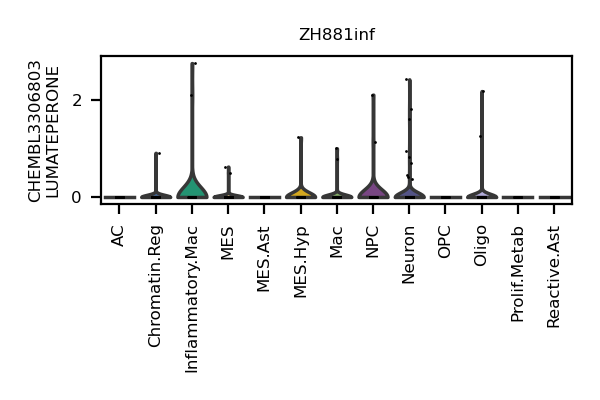 ZH881inf
CHEMBL3306803
LUMATEPERONE
2
0
AC
Chromatin.Reg
Inflammatory.Mac
MES
MES.Ast
MES.Hyp
Mac
NPC
Neuron
OPC
Oligo
Prolif.Metab
Reactive.Ast